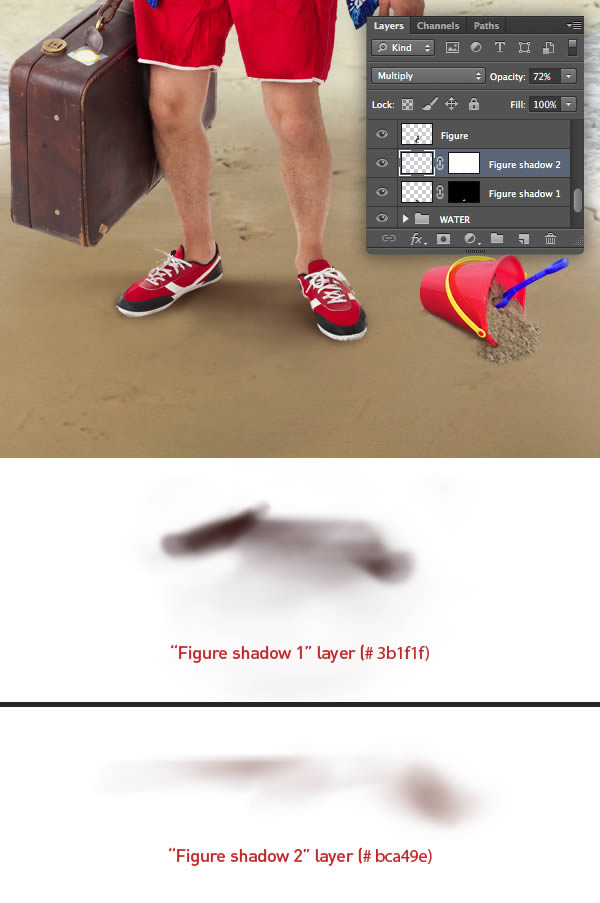 Layers Channels Paths
Kind T
Multiply Opacity: 72%
Lock: Fill: 100%
Figure
Figure shadow 2
Figure shadow 1
WATER
fx.
“Figure shadow 1” layer (# 3b1f1f)
“Figure shadow 2” layer (# bca49e)